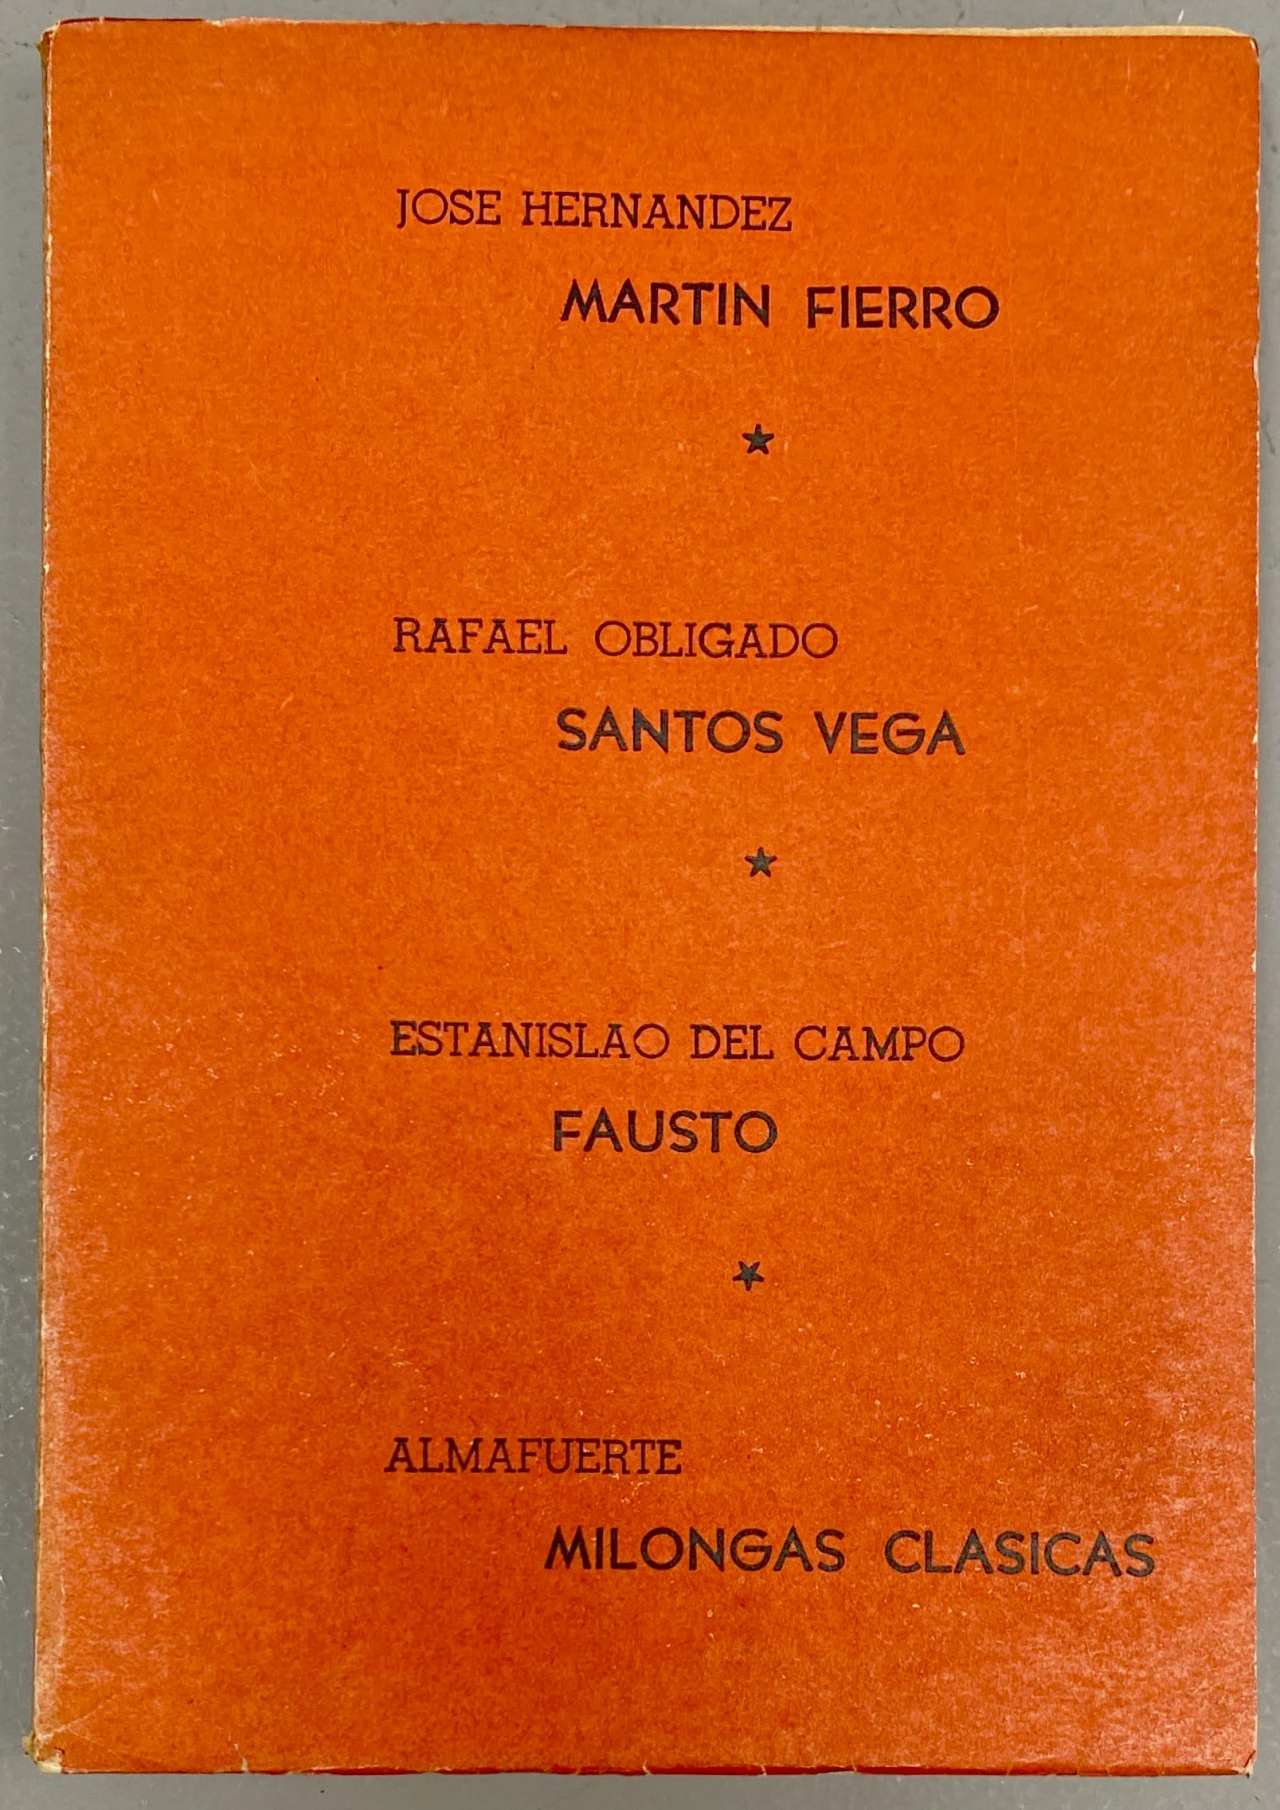 JOSE HERNANDEZ
MARTIN FIERRO
RAFAEL OBLIGADO
SANTOS VEGA
ESTANISLAO DEL CAMPO
FAUSTO
ALMAFUERTE
MILONGAS CLASICAS